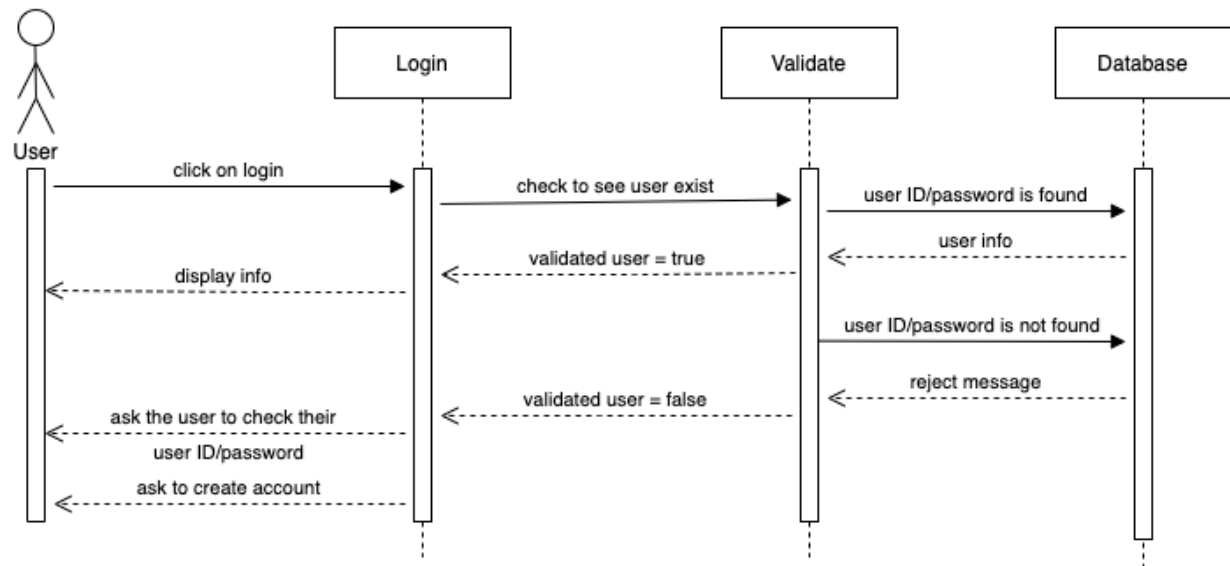 Login
Validate
Database
User
click on login
check to see user exist
user ID/password is found
user info
validated user = true
display info
user ID/password is not found
reject message
validated user = false
ask the user to check their
user ID/password
ask to create account